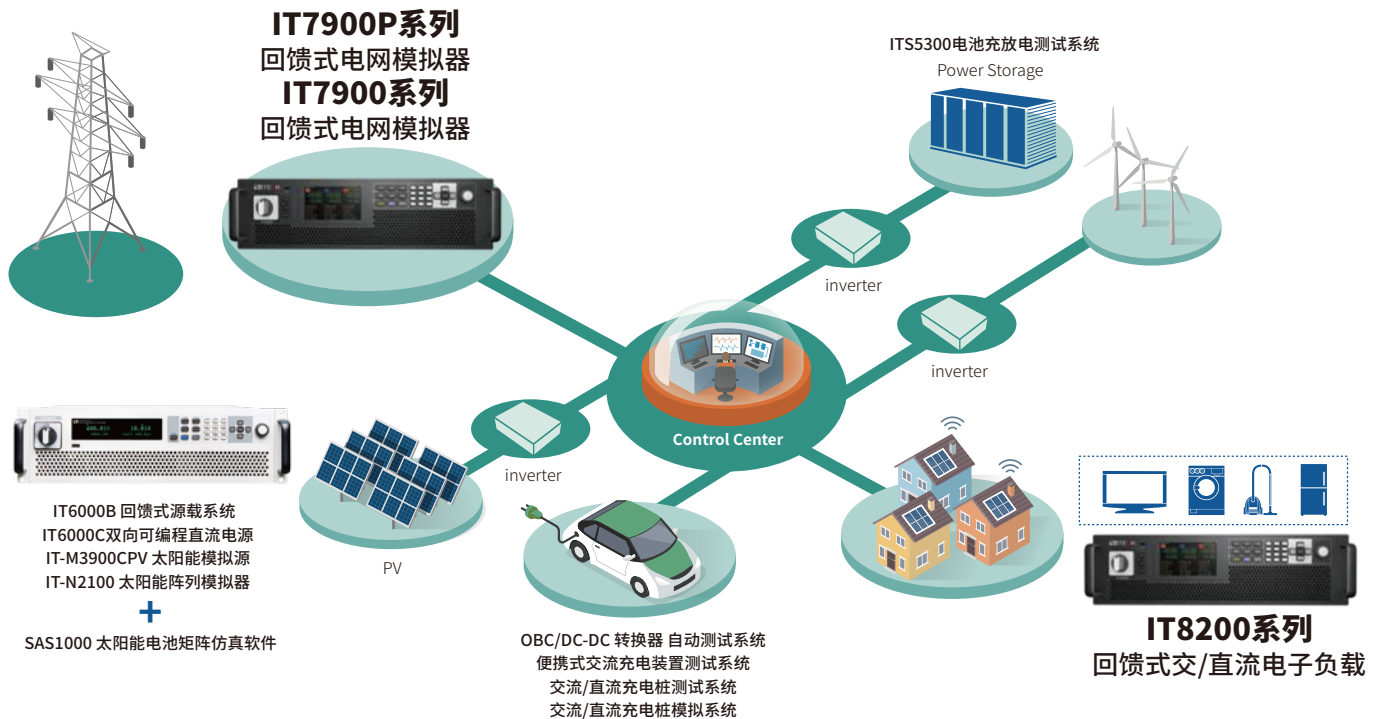 IT7900P系列
回馈式电网模拟器
IT7900系列
回馈式电网模拟器
ITS5300电池充放电测试系统
Power Storage
inverter
inverter
Control Center
inverter
PV
IT6000B 回馈式源载系统
IT6000C双向可编程直流电源
IT-M3900CPV 太阳能模拟源
IT-N2100 太阳能阵列模拟器
+
SAS1000 太阳能电池矩阵仿真软件
OBC/DC-DC 转换器 自动测试系统
便携式交流充电装置测试系统
交流/直流充电桩测试系统
交流/直流充电桩模拟系统
IT8200系列
回馈式交/直流电子负载